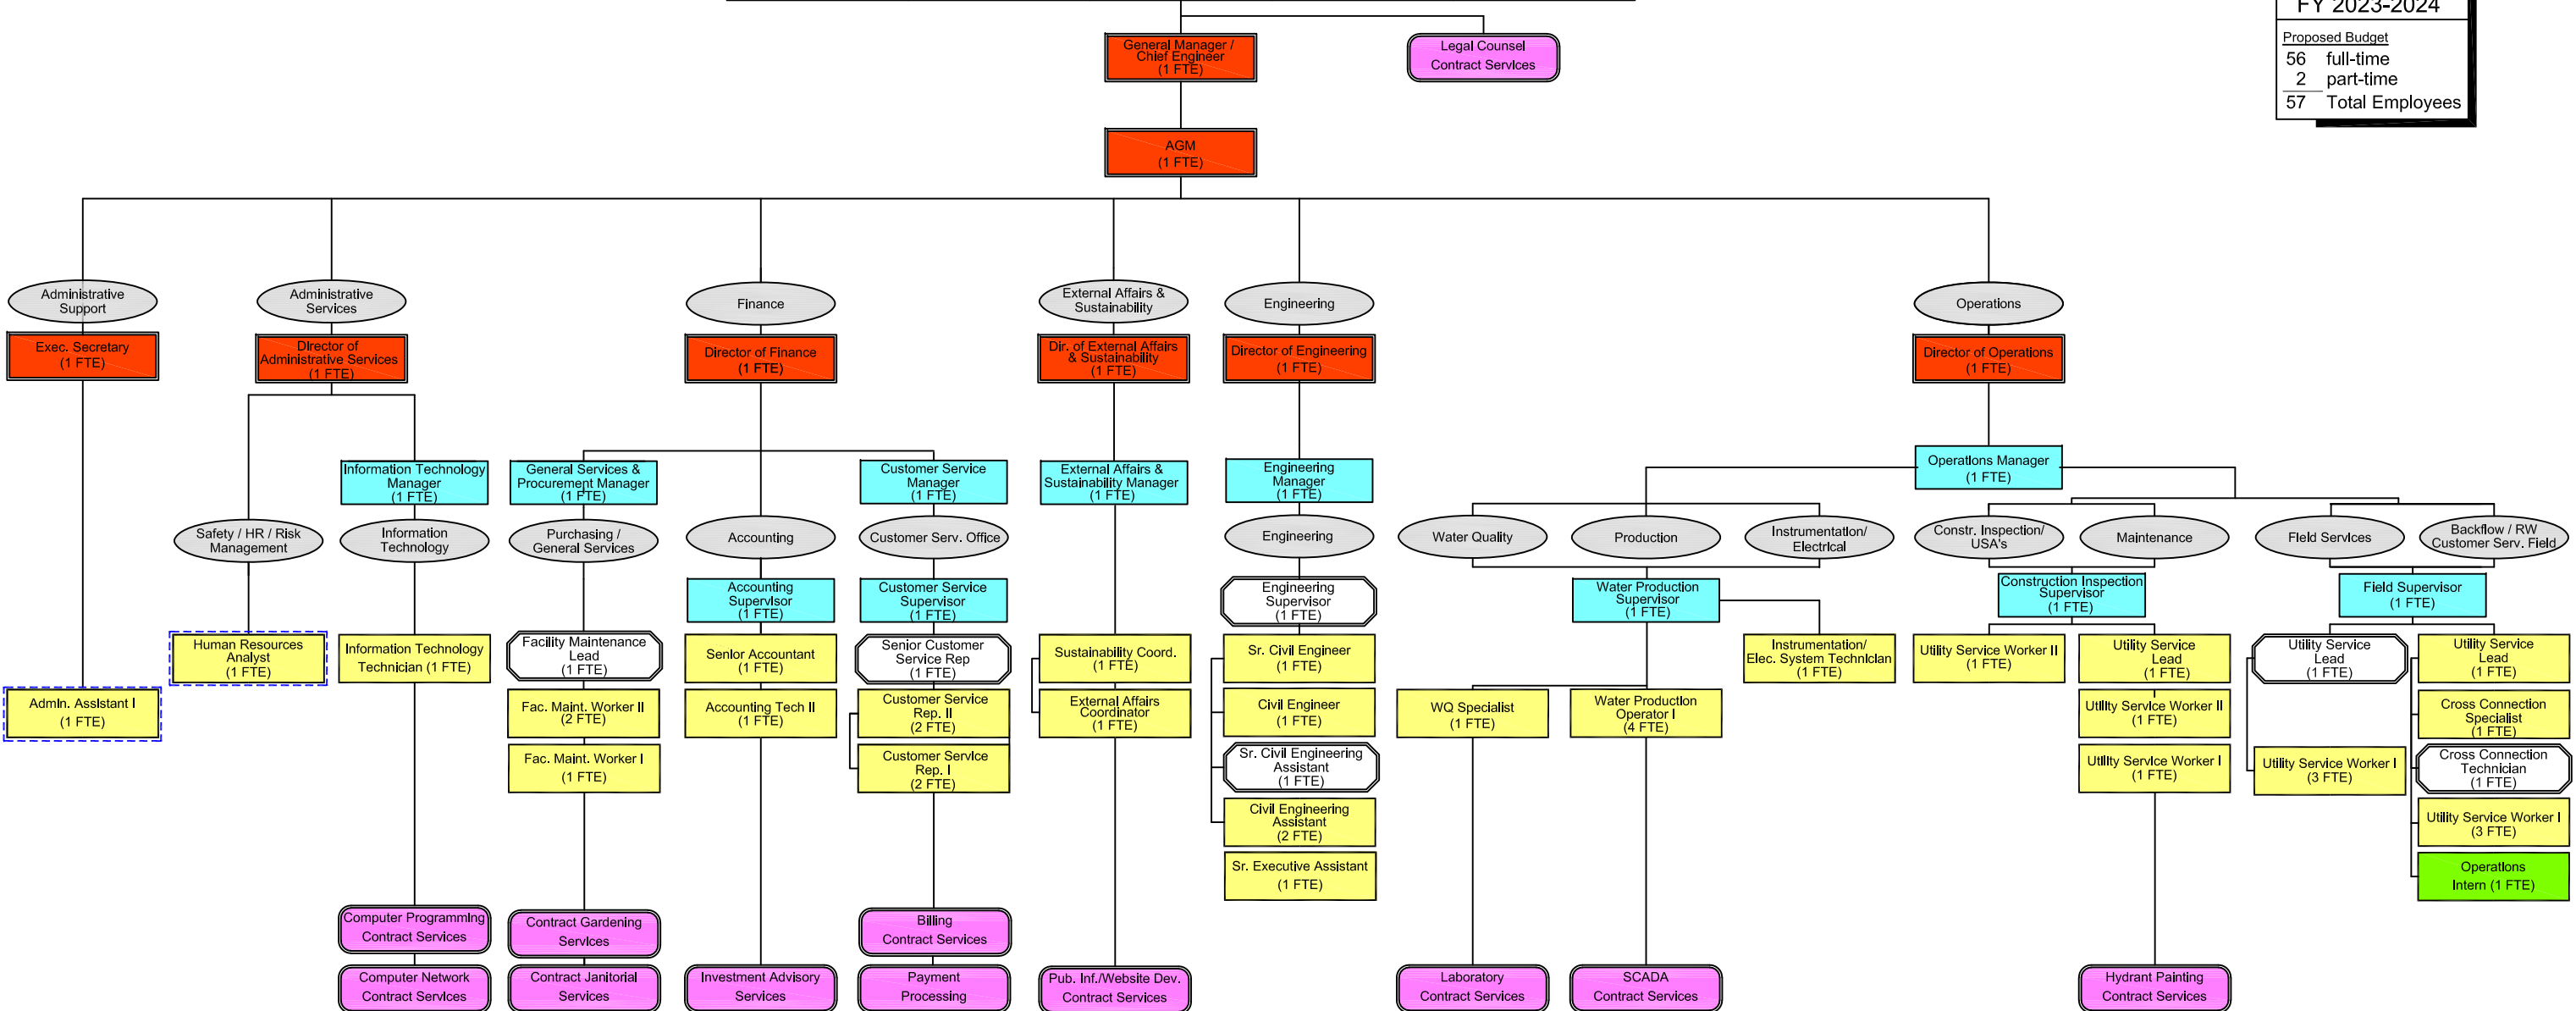 FY 2023-2024
Proposed Budget
56 full-time
2 part-time
57 Total Employees
General Manager /
Chief Engineer
(1 FTE)
Legal Counsel
Contract Services
AGM
(1 FTE)
Administrative
Support
Administrative
Services
Finance
External Affairs &
Sustainability
Engineering
Operations
Exec. Secretary
(1 FTE)
Director of
Administrative Services
(1 FTE)
Director of Finance
(1 FTE)
Dir. of External Affairs
& Sustainability
(1 FTE)
Director of Engineering
(1 FTE)
Director of Operations
(1 FTE)
Information Technology
Manager
(1 FTE)
General Services &
Procurement Manager
(1 FTE)
Customer Service
Manager
(1 FTE)
External Affairs &
Sustainability Manager
(1 FTE)
Engineering
Manager
(1 FTE)
Operations Manager
(1 FTE)
Safety / HR / Risk
Management
Information
Technology
Purchasing /
General Services
Accounting
Customer Serv. Office
Engineering
Water Quality
Production
Instrumentation/
Electrical
Constr. Inspection/
USA's
Maintenance
Field Services
Backflow / RW
Customer Serv. Field
Accounting
Supervisor
(1 FTE)
Customer Service
Supervisor
(1 FTE)
Engineering
Supervisor
(1 FTE)
Water Production
Supervisor
(1 FTE)
Construction Inspection
Supervisor
(1 FTE)
Field Supervisor
(1 FTE)
Human Resources
Analyst
(1 FTE)
Information Technology
Technician (1 FTE)
Facility Maintenance
Lead
(1 FTE)
Senior Accountant
(1 FTE)
Senior Customer
Service Rep
(1 FTE)
Sustainability Coord.
(1 FTE)
Sr. Civil Engineer
(1 FTE)
Instrumentation/
Elec. System Technician
(1 FTE)
Utility Service Worker II
(1 FTE)
Utility Service
Lead
(1 FTE)
Utility Service
Lead
(1 FTE)
Utility Service
Lead
(1 FTE)
Admin. Assistant I
(1 FTE)
Fac. Maint. Worker II
(2 FTE)
Accounting Tech II
(1 FTE)
Customer Service
Rep. II
(2 FTE)
External Affairs
Coordinator
(1 FTE)
Civil Engineer
(1 FTE)
WQ Specialist
(1 FTE)
Water Production
Operator I
(4 FTE)
Utility Service Worker II
(1 FTE)
Cross Connection
Specialist
(1 FTE)
Fac. Maint. Worker I
(1 FTE)
Customer Service
Rep. I
(2 FTE)
Sr. Civil Engineering
Assistant
(1 FTE)
Utility Service Worker I
(1 FTE)
Utility Service Worker I
(3 FTE)
Cross Connection
Technician
(1 FTE)
Civil Engineering
Assistant
(2 FTE)
Utility Service Worker I
(3 FTE)
Sr. Executive Assistant
(1 FTE)
Operations
Intern (1 FTE)
Computer Programming
Contract Services
Contract Gardening
Services
Billing
Contract Services
Computer Network
Contract Services
Contract Janitorial
Services
Investment Advisory
Services
Payment
Processing
Pub. Inf./Website Dev.
Contract Services
Laboratory
Contract Services
SCADA
Contract Services
Hydrant Painting
Contract Services